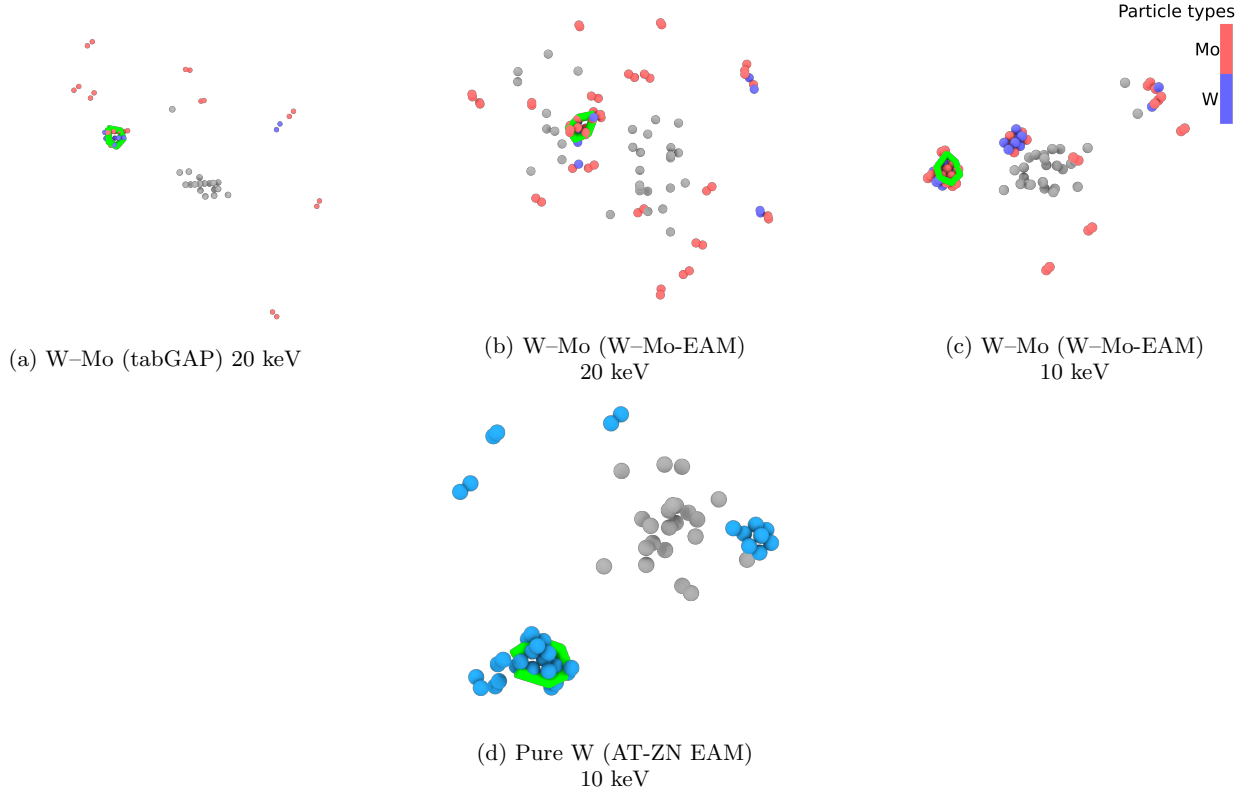 Particle types
Mo
W
(a) W–Mo (tabGAP) 20 keV
(b) W–Mo (W–Mo-EAM)
20 keV
(c) W–Mo (W–Mo-EAM)
10 keV
(d) Pure W (AT-ZN EAM)
10 keV